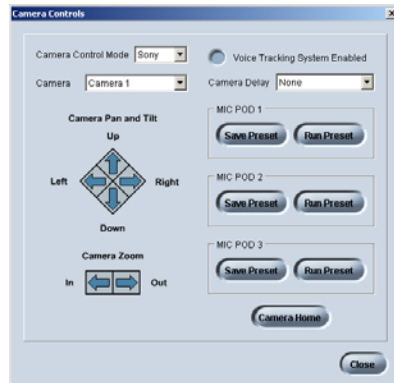 Camera Controls
Camera Control Mode Sony
Voice Tracking System Enabled
Camera Camera 1
Camera Delay None
Camera Pan and Tilt
Up
Left
Right
Down
Camera Zoom
In
Out
MIC POD 1
Save Preset Run Preset
MIC POD 2
Save Preset Run Preset
MIC POD 3
Save Preset Run Preset
Camera Home
Close